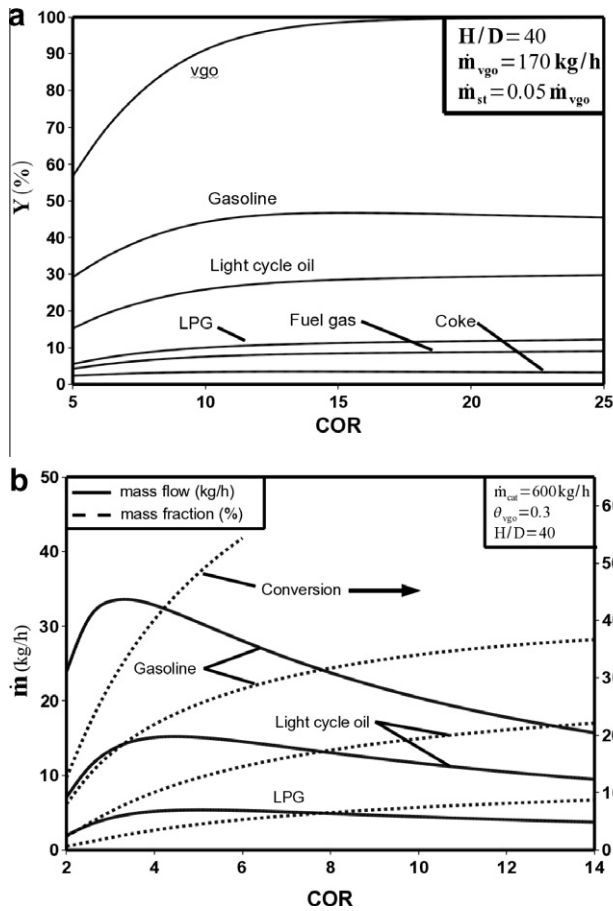 a
100
90
80
70
60
50
40
30
20
10
0
Y (%)
vgo
Gasoline
Light cycle oil
LPG
Fuel gas
Coke
H/D=40
ṁvgo=170 kg/h
ṁst=0.05 ṁvgo
5
10
15
20
25
COR
b
50
40
30
20
10
0
ṁ (kg/h)
mass flow (kg/h)
mass fraction (%)
ṁcat=600kg/h
θvgo=0.3
H/D=40
Conversion
Gasoline
Light cycle oil
LPG
2
4
6
8
10
12
14
COR